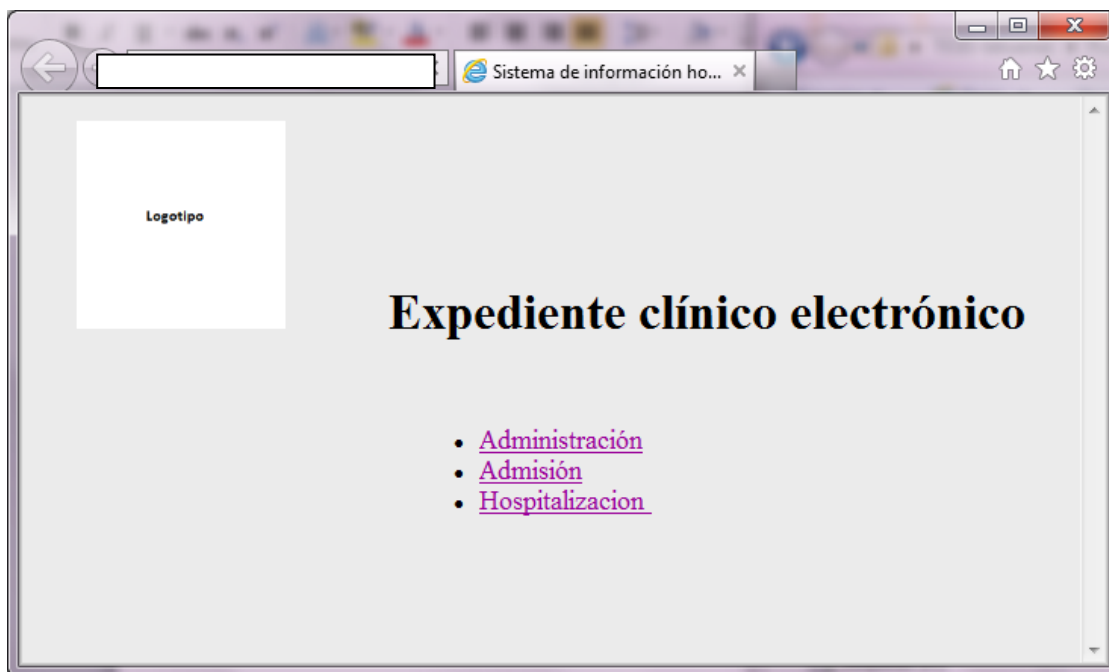 Sistema de información ho...
Logotipo
Expediente clínico electrónico
Administración
Admisión
Hospitalizacion